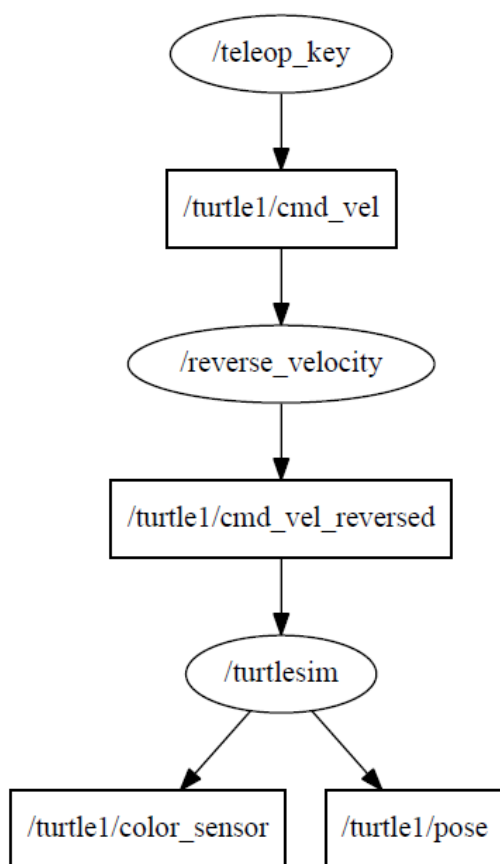 /teleop_key
/turtle1/cmd_vel
/reverse_velocity
/turtle1/cmd_vel_reversed
/turtlesim
/turtle1/color_sensor
/turtle1/pose